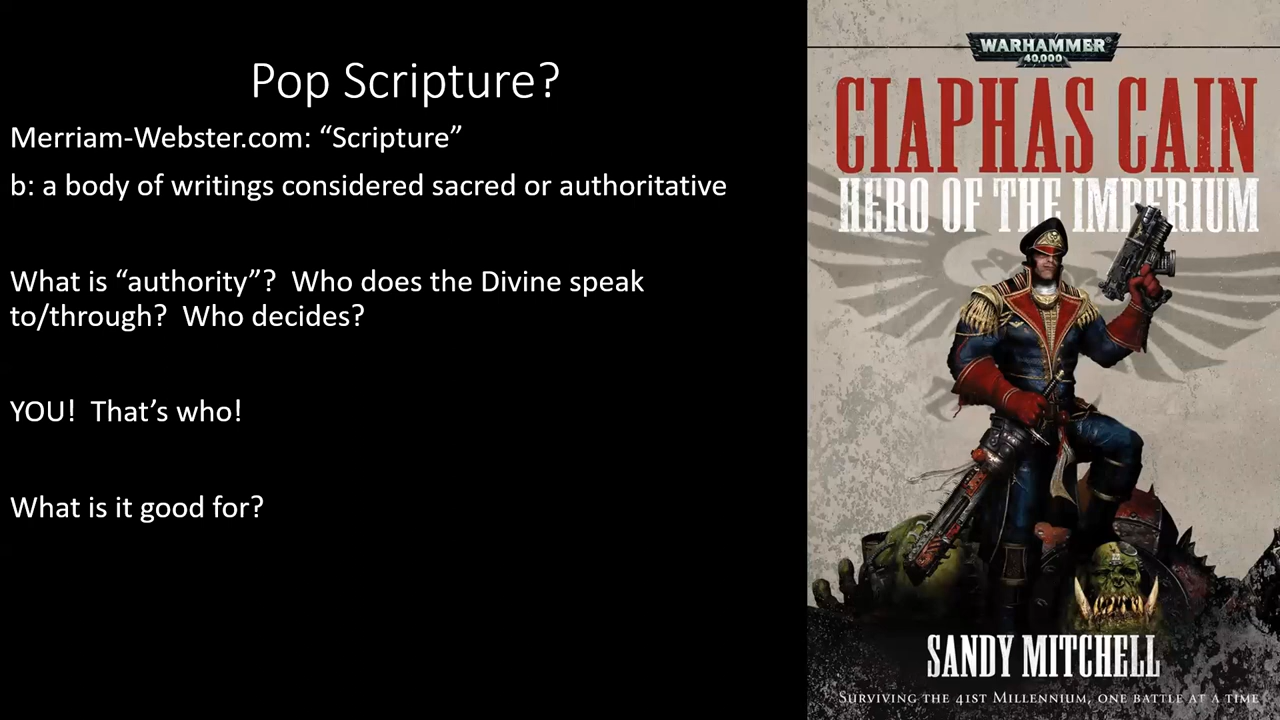 Pop Scripture?
Merriam-Webster.com: “Scripture”
b: a body of writings considered sacred or authoritative
What is “authority”?  Who does the Divine speak
to/through?  Who decides?
YOU!  That’s who!
What is it good for?
WARHAMMER®
40,000
CIAPHAS CAIN
HERO OF THE IMPERIUM
SANDY MITCHELL
SURVIVING THE 41ST MILLENNIUM, ONE BATTLE AT A TIME